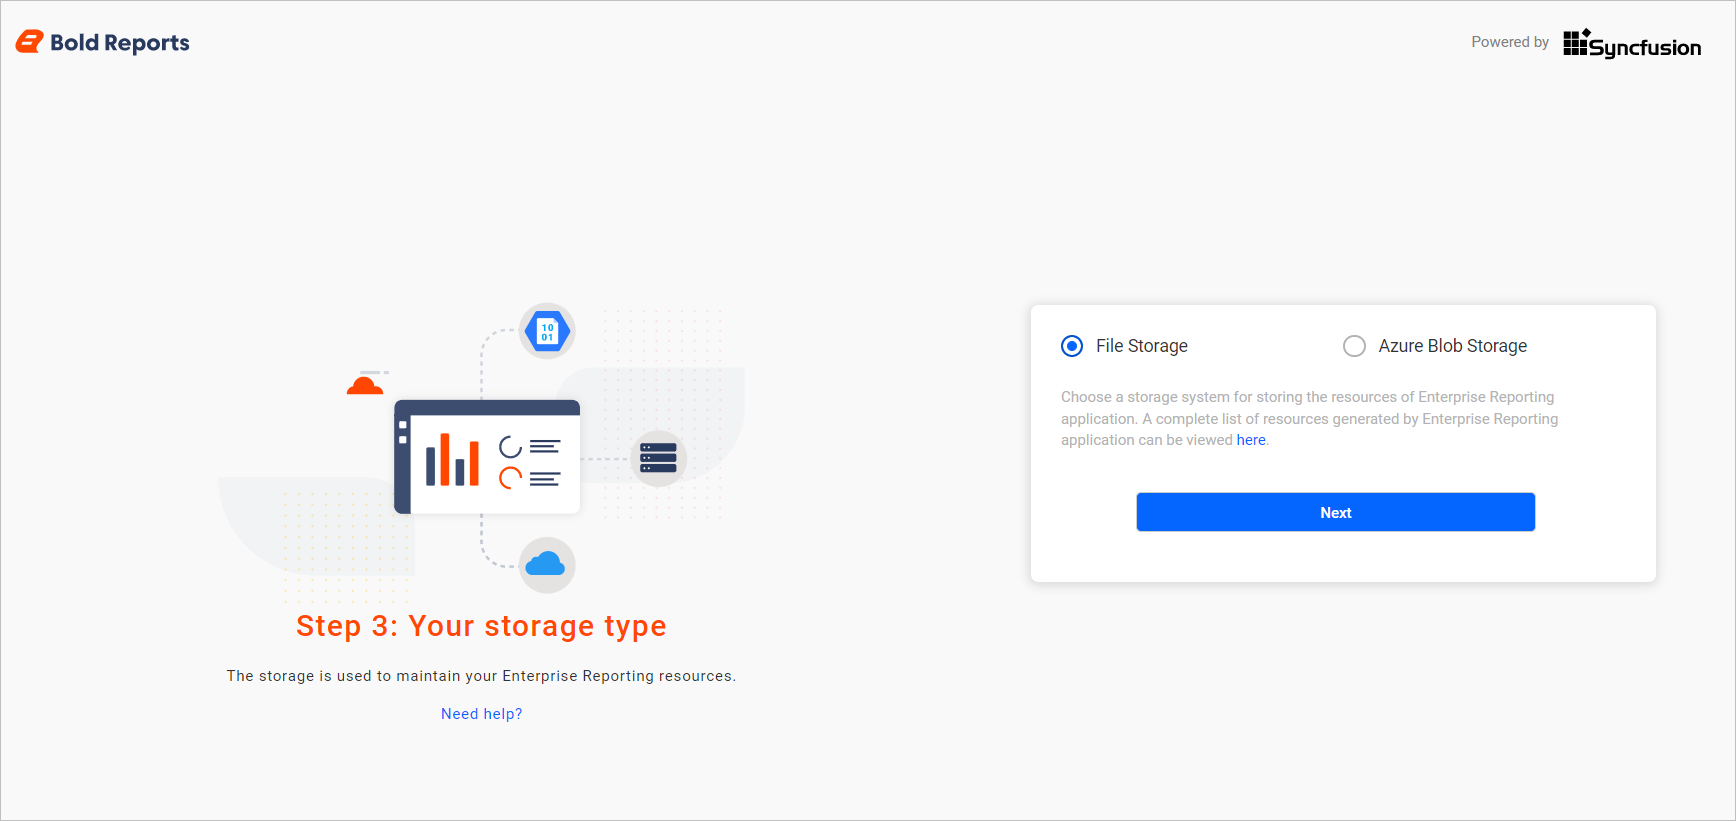 Bold Reports
Powered by Syncfusion
10
01
Step 3: Your storage type
The storage is used to maintain your Enterprise Reporting resources.
Need help?
File Storage
Azure Blob Storage
Choose a storage system for storing the resources of Enterprise Reporting
application. A complete list of resources generated by Enterprise Reporting
application can be viewed here.
Next